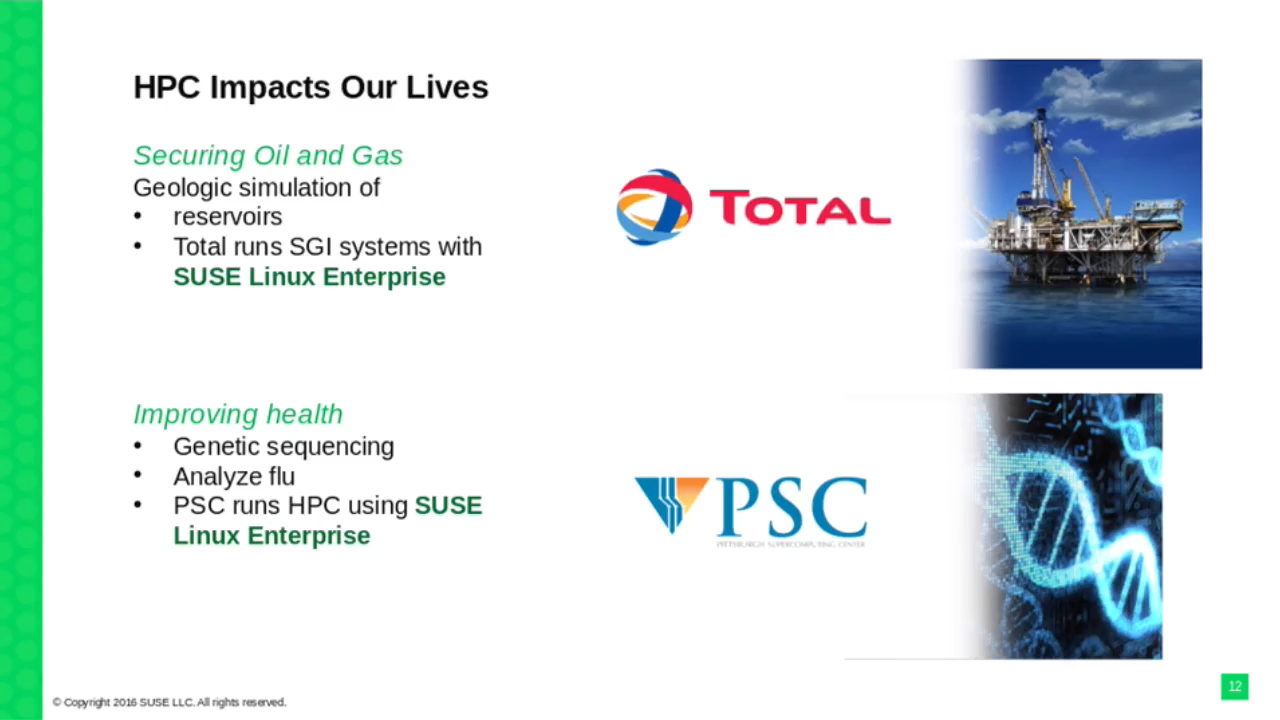 HPC Impacts Our Lives
Securing Oil and Gas
Geologic simulation of
• reservoirs
• Total runs SGI systems with
SUSE Linux Enterprise
TOTAL
Improving health
• Genetic sequencing
• Analyze flu
• PSC runs HPC using SUSE
Linux Enterprise
PSC
PITTSBURGH SUPERCOMPUTING CENTER
© Copyright 2016 SUSE LLC. All rights reserved.
12